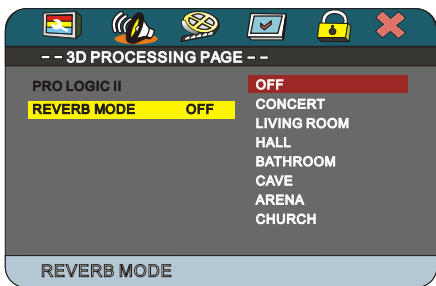 - - 3D PROCESSING PAGE - -
PRO LOGIC II
REVERB MODE OFF
OFF
CONCERT
LIVING ROOM
HALL
BATHROOM
CAVE
ARENA
CHURCH
REVERB MODE